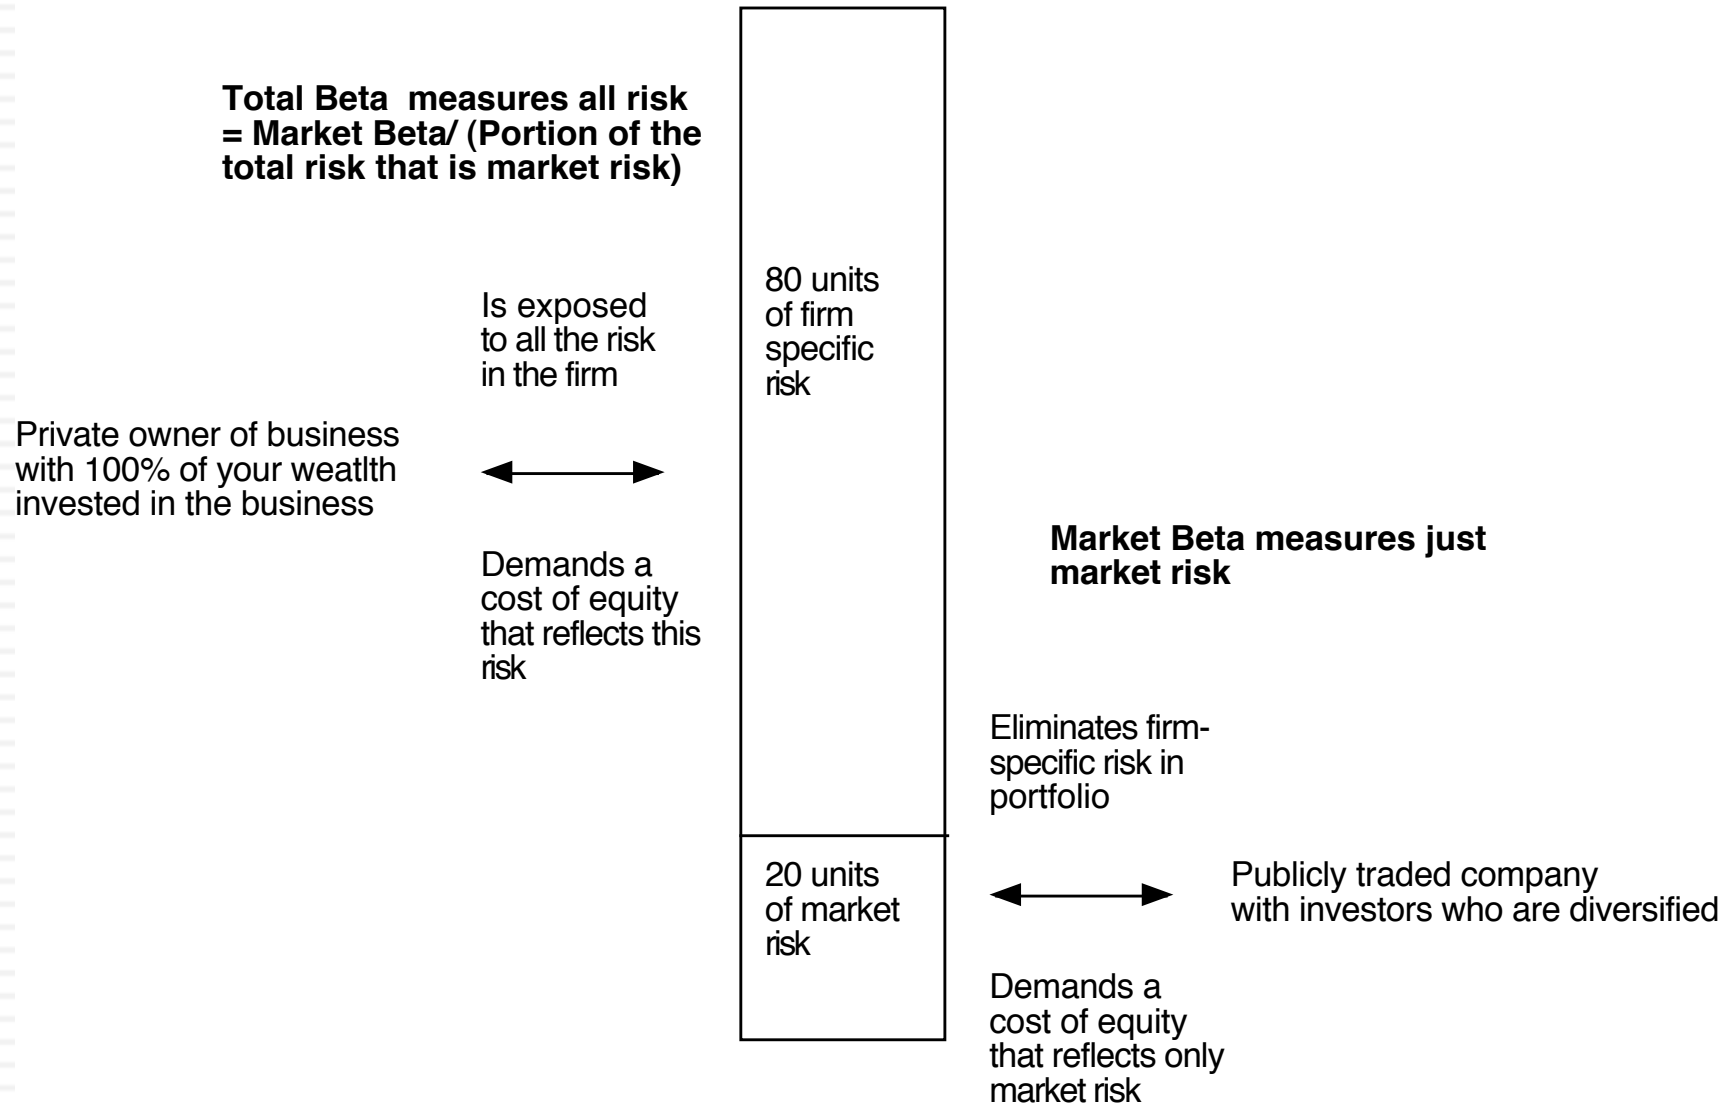 Total Beta  measures all risk
= Market Beta/ (Portion of the
total risk that is market risk)
80 units
of firm
specific
risk
Is exposed
to all the risk
in the firm
Private owner of business
with 100% of your weatlth
invested in the business
Demands a
cost of equity
that reflects this
risk
Market Beta measures just
market risk
Eliminates firm-
specific risk in
portfolio
20 units
of market
risk
Publicly traded company
with investors who are diversified
Demands a
cost of equity
that reflects only
market risk